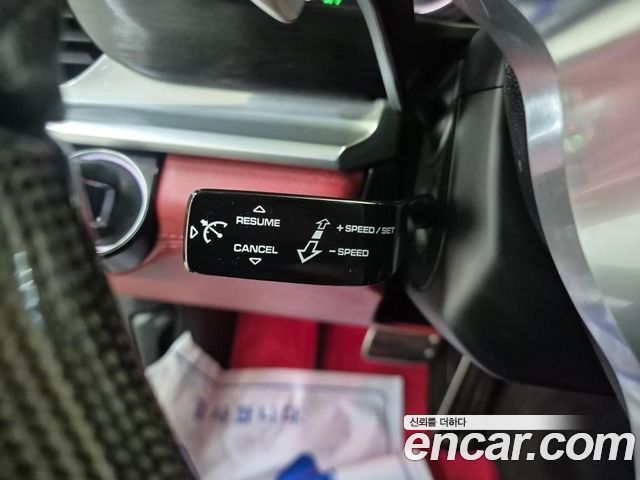 RESUME
CANCEL
+ SPEED / SET
− SPEED
신뢰를 더하다
encar.com